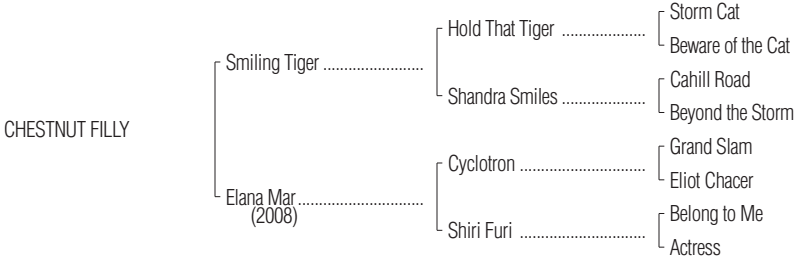 Storm Cat
Hold That Tiger ....................
Beware of the Cat
Smiling Tiger ........................
Cahill Road
Shandra Smiles ....................
Beyond the Storm
CHESTNUT FILLY
Grand Slam
Cyclotron ..............................
Eliot Chacer
Elana Mar..............................
(2008)
Belong to Me
Shiri Furi ..............................
Actress